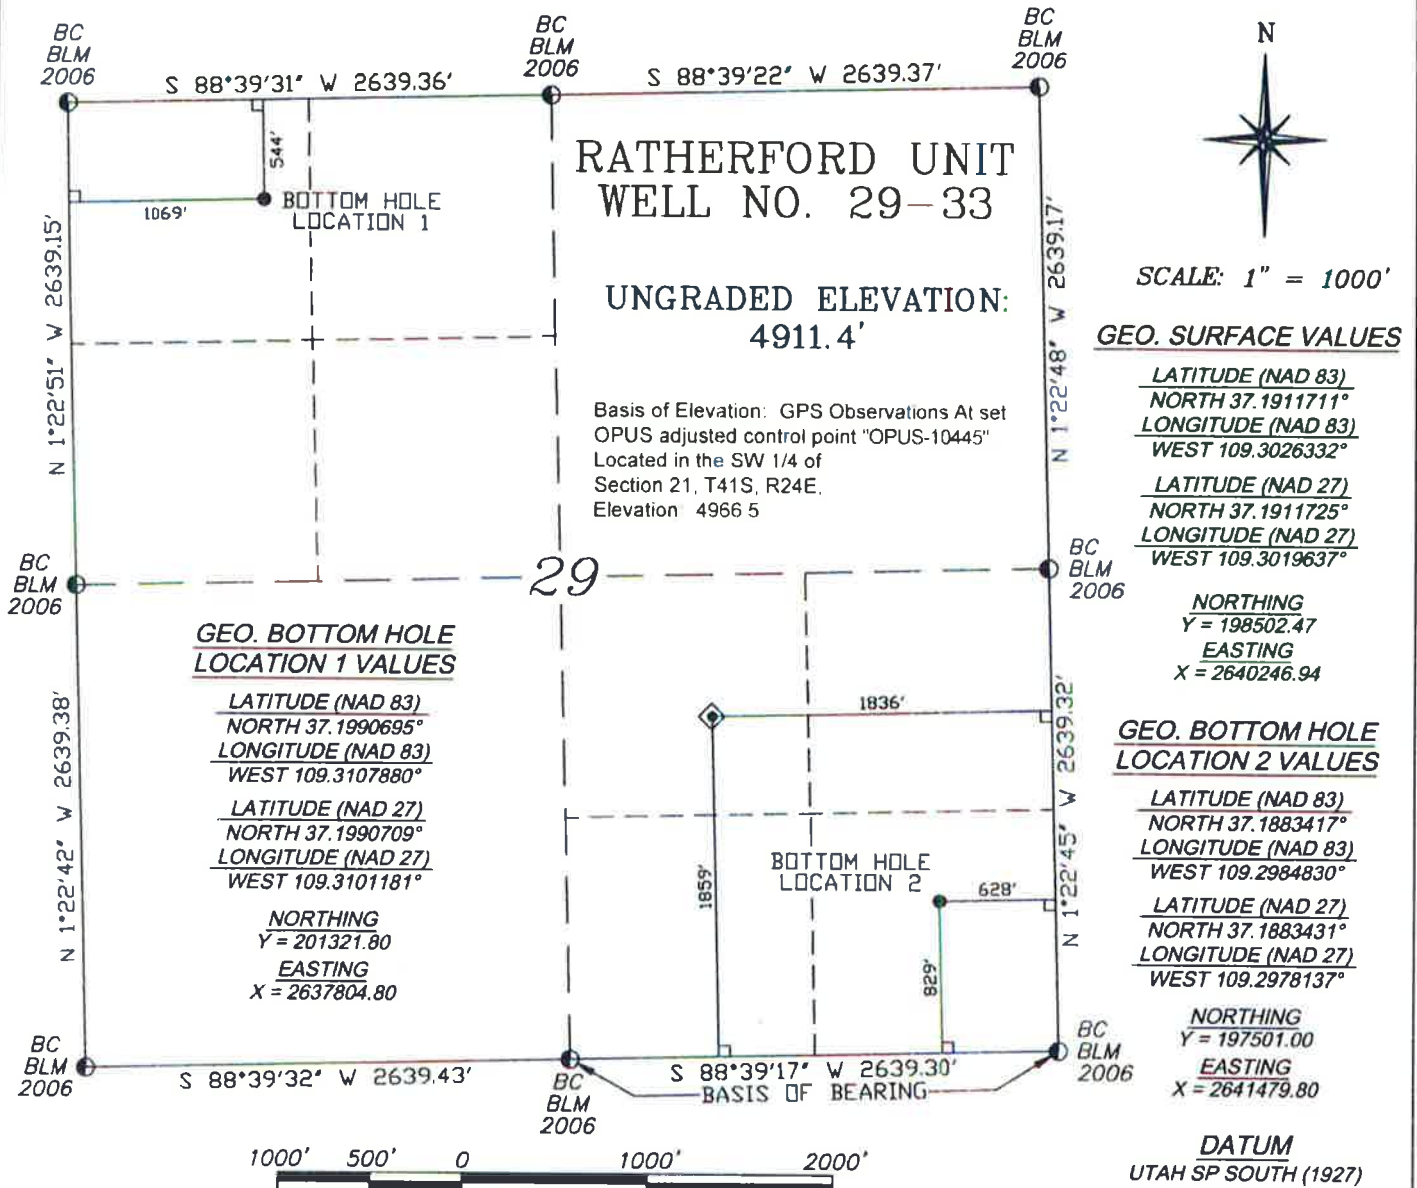 BC
BLM
2006
BC
BLM
2006
BC
BLM
2006
S 88°39'31" W 2639.36'
S 88°39'22" W 2639.37'
N
544'
1069'
BOTTOM HOLE
LOCATION 1
RATHERFORD UNIT
WELL NO. 29-33
UNGRADED ELEVATION:
4911.4'
Basis of Elevation: GPS Observations At set
OPUS adjusted control point "OPUS-10445"
Located in the SW 1/4 of
Section 21, T41S, R24E,
Elevation 4966 5
N 1°22'51" W 2639.15'
N 1°22'48" W 2639.17'
SCALE: 1" = 1000'
GEO. SURFACE VALUES
LATITUDE (NAD 83)
NORTH 37.1911711°
LONGITUDE (NAD 83)
WEST 109.3026332°
LATITUDE (NAD 27)
NORTH 37.1911725°
LONGITUDE (NAD 27)
WEST 109.3019637°
NORTHING
Y = 198502.47
EASTING
X = 2640246.94
BC
BLM
2006
29
BC
BLM
2006
GEO. BOTTOM HOLE
LOCATION 1 VALUES
LATITUDE (NAD 83)
NORTH 37.1990695°
LONGITUDE (NAD 83)
WEST 109.3107880°
LATITUDE (NAD 27)
NORTH 37.1990709°
LONGITUDE (NAD 27)
WEST 109.3101181°
NORTHING
Y = 201321.80
EASTING
X = 2637804.80
N 1°22'42" W 2639.38'
1836'
1859'
BOTTOM HOLE
LOCATION 2
628'
829'
N 1°22'45" W 2639.32'
GEO. BOTTOM HOLE
LOCATION 2 VALUES
LATITUDE (NAD 83)
NORTH 37.1883417°
LONGITUDE (NAD 83)
WEST 109.2984830°
LATITUDE (NAD 27)
NORTH 37.1883431°
LONGITUDE (NAD 27)
WEST 109.2978137°
NORTHING
Y = 197501.00
EASTING
X = 2641479.80
BC
BLM
2006
S 88°39'32" W 2639.43'
BC
BLM
2006
S 88°39'17" W 2639.30'
BASIS OF BEARING
BC
BLM
2006
1000' 500' 0 1000' 2000'
DATUM
UTAH SP SOUTH (1927)